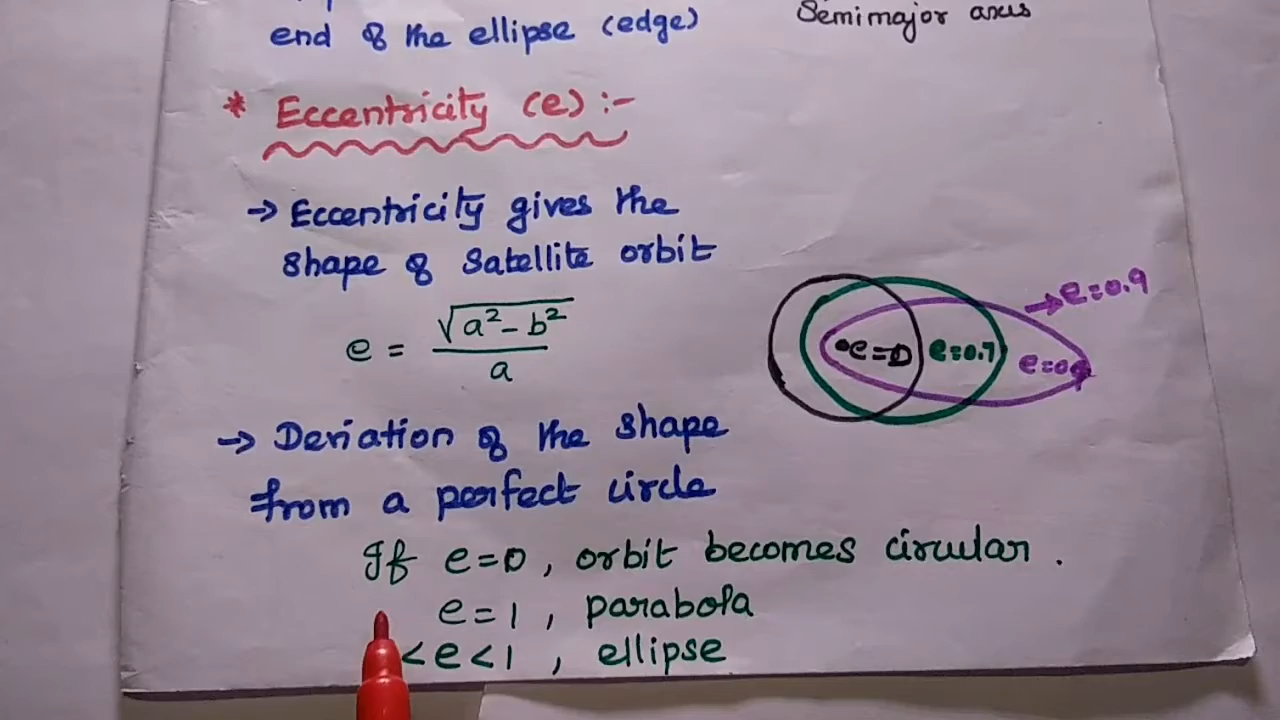 end of the ellipse (edge)
Semimajor axis
* Eccentricity (e) :-
→ Eccentricity gives the
shape of satellite orbit
e = √a²-b² / a
e=0.9
e=0
e=0.7
→ Deviation of the shape
from a perfect circle
If e=0, orbit becomes circular.
e=1, parabola
<e<1, ellipse